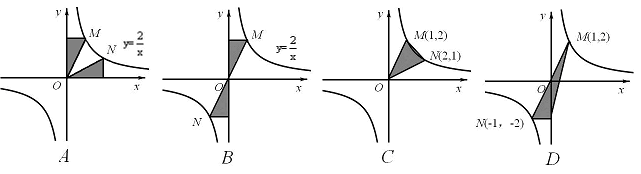 y
M
y=2/x
N
O
x
A
y
M
y=2/x
O
x
N
B
y
M(1,2)
N(2,1)
O
x
C
y
M(1,2)
O
x
N(-1, -2)
D